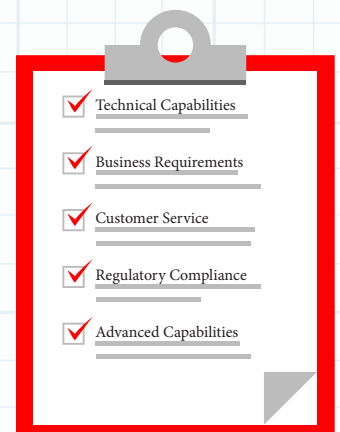 Technical Capabilities
Business Requirements
Customer Service
Regulatory Compliance
Advanced Capabilities